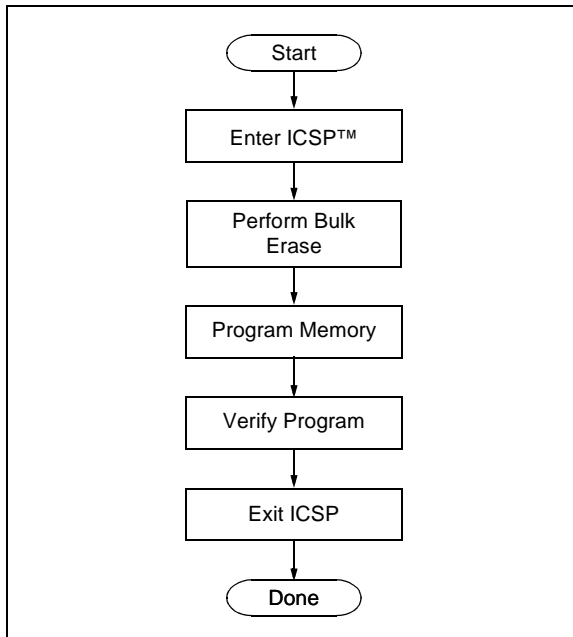 Start
Enter ICSP™
Perform Bulk
Erase
Program Memory
Verify Program
Exit ICSP
Done